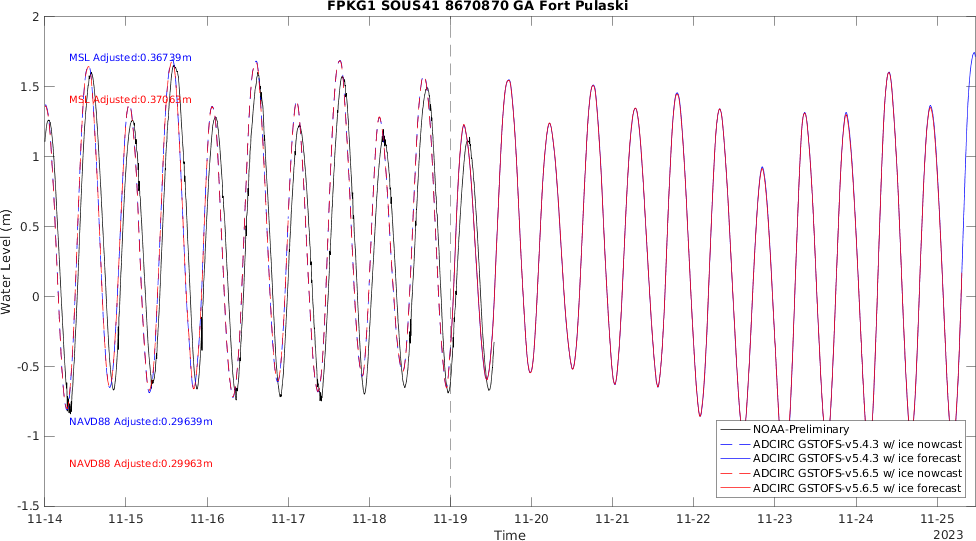 FPKG1 SOUS41 8670870 GA Fort Pulaski
2
1.5
1
0.5
0
-0.5
-1
-1.5
Water Level (m)
MSL Adjusted:0.36739m
MSL Adjusted:0.37063m
NAVD88 Adjusted:0.29639m
NAVD88 Adjusted:0.29963m
NOAA-Preliminary
ADCIRC GSTOFS-v5.4.3 w/ ice nowcast
ADCIRC GSTOFS-v5.4.3 w/ ice forecast
ADCIRC GSTOFS-v5.6.5 w/ ice nowcast
ADCIRC GSTOFS-v5.6.5 w/ ice forecast
11-14 11-15 11-16 11-17 11-18 11-19 11-20 11-21 11-22 11-23 11-24 11-25
Time
2023